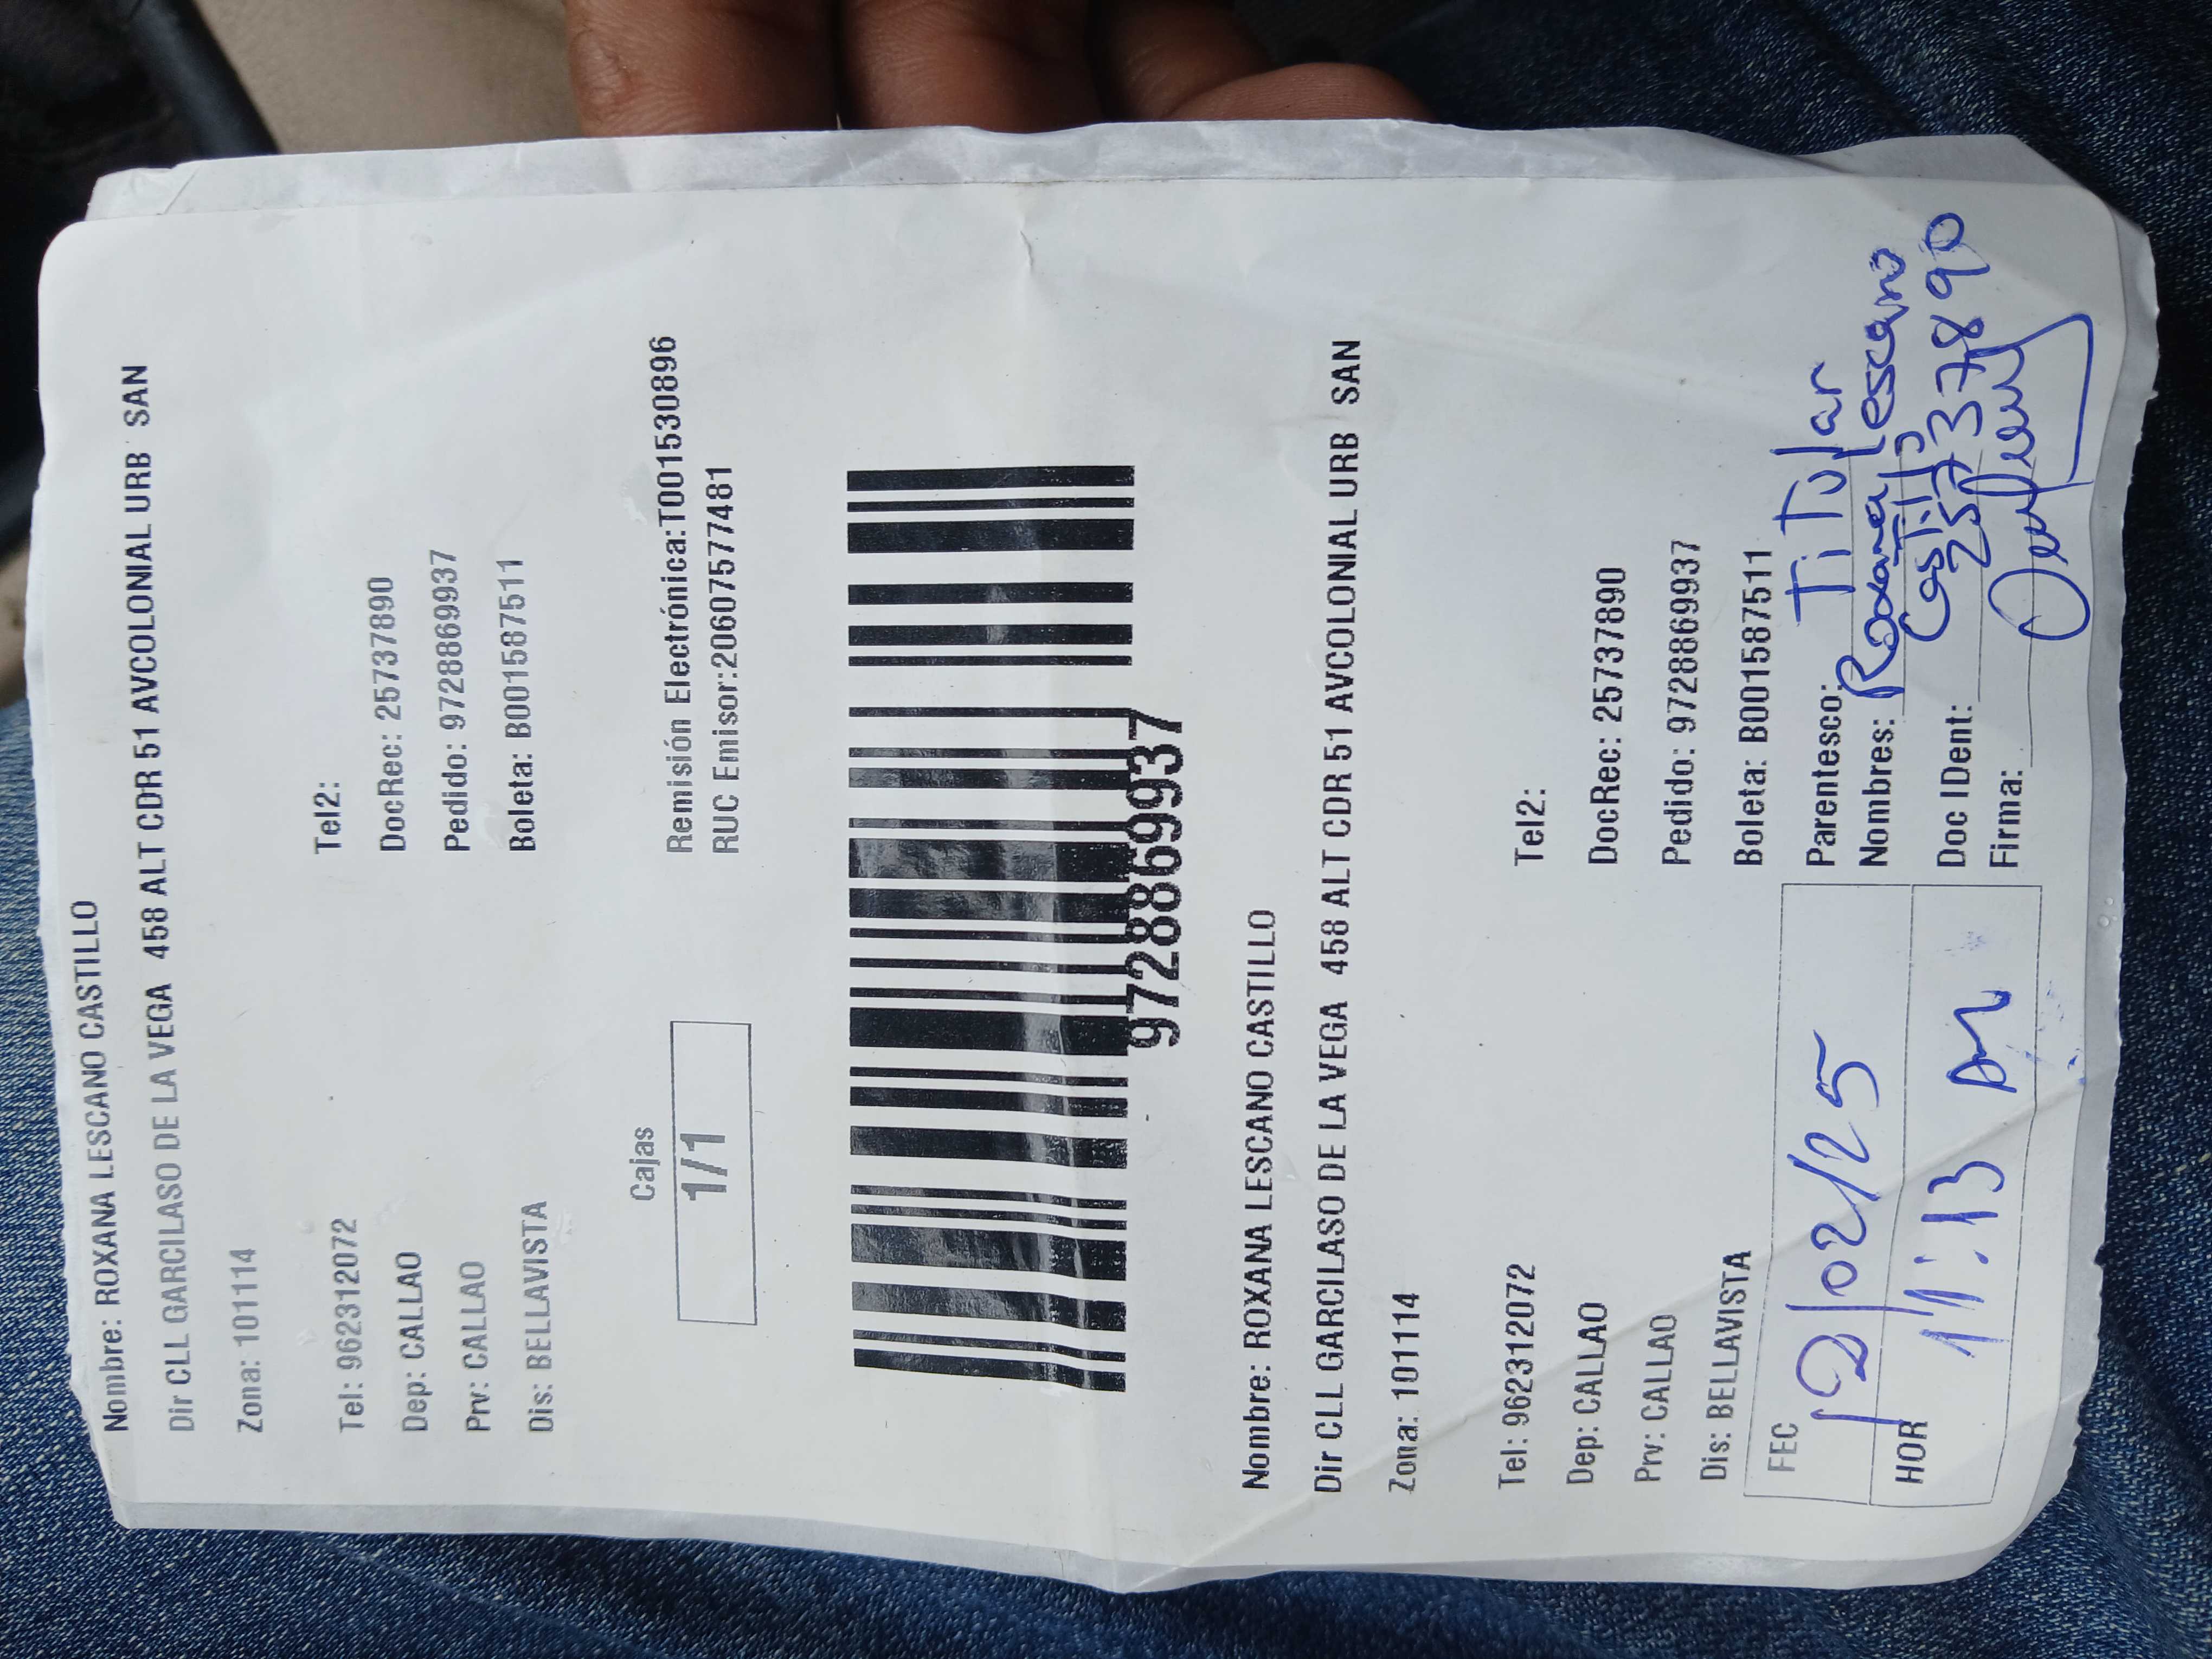 Nombre: ROXANA LESCANO CASTILLO
Dir CLL GARCILASO DE LA VEGA 458 ALT CDR 51 AVCOLONIAL URB SAN
Zona: 101114
Tel: 962312072 Tel2:
Dep: CALLAO DocRec: 25737890
Prv: CALLAO Pedido: 9728869937
Dis: BELLAVISTA Boleta: B001587511
Cajas Remisión Electrónica:T001530896
1/1 RUC Emisor:20607577481
9728869937
Nombre: ROXANA LESCANO CASTILLO
Dir CLL GARCILASO DE LA VEGA 458 ALT CDR 51 AVCOLONIAL URB SAN
Zona: 101114
Tel: 962312072 Tel2:
Dep: CALLAO DocRec: 25737890
Prv: CALLAO Pedido: 9728869937
Dis: BELLAVISTA Boleta: B001587511
FEC /02/25 Parentesco: TiTular
Nombres: Roxana lescano
Castillo
HOR 11:13 Am Doc IDent: 25737890
Firma: